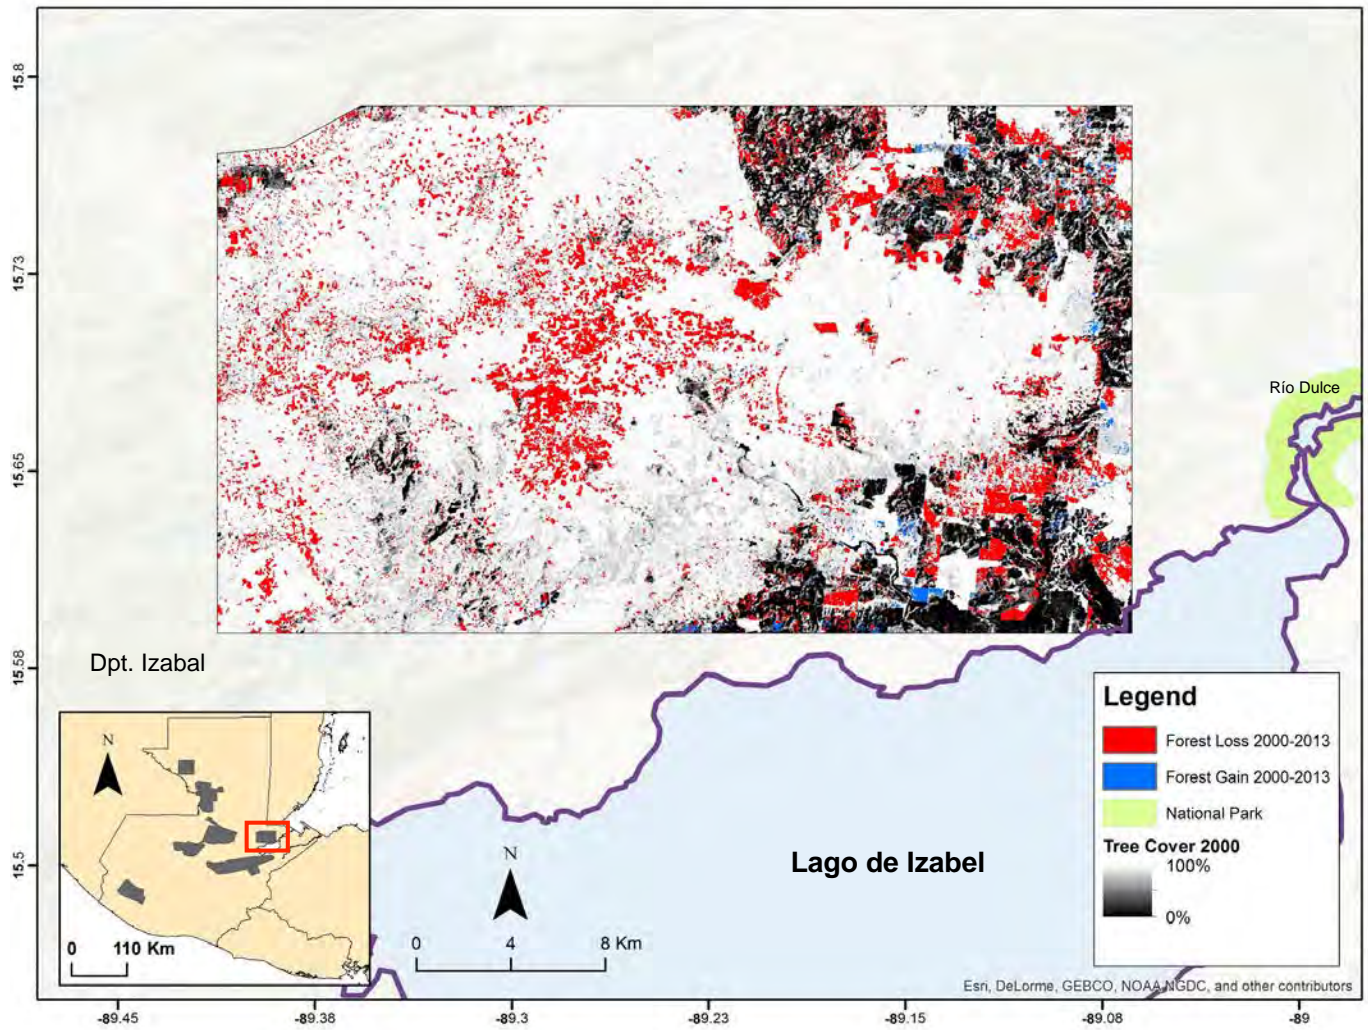 15.8
15.73
15.65
15.58
15.5
Río Dulce
Dpt. Izabal
N
0 110 Km
N
0 4 8 Km
Lago de Izabel
Legend
Forest Loss 2000-2013
Forest Gain 2000-2013
National Park
Tree Cover 2000
100%
0%
Esri, DeLorme, GEBCO, NOAA NGDC, and other contributors
-89.45 -89.38 -89.3 -89.23 -89.15 -89.08 -89